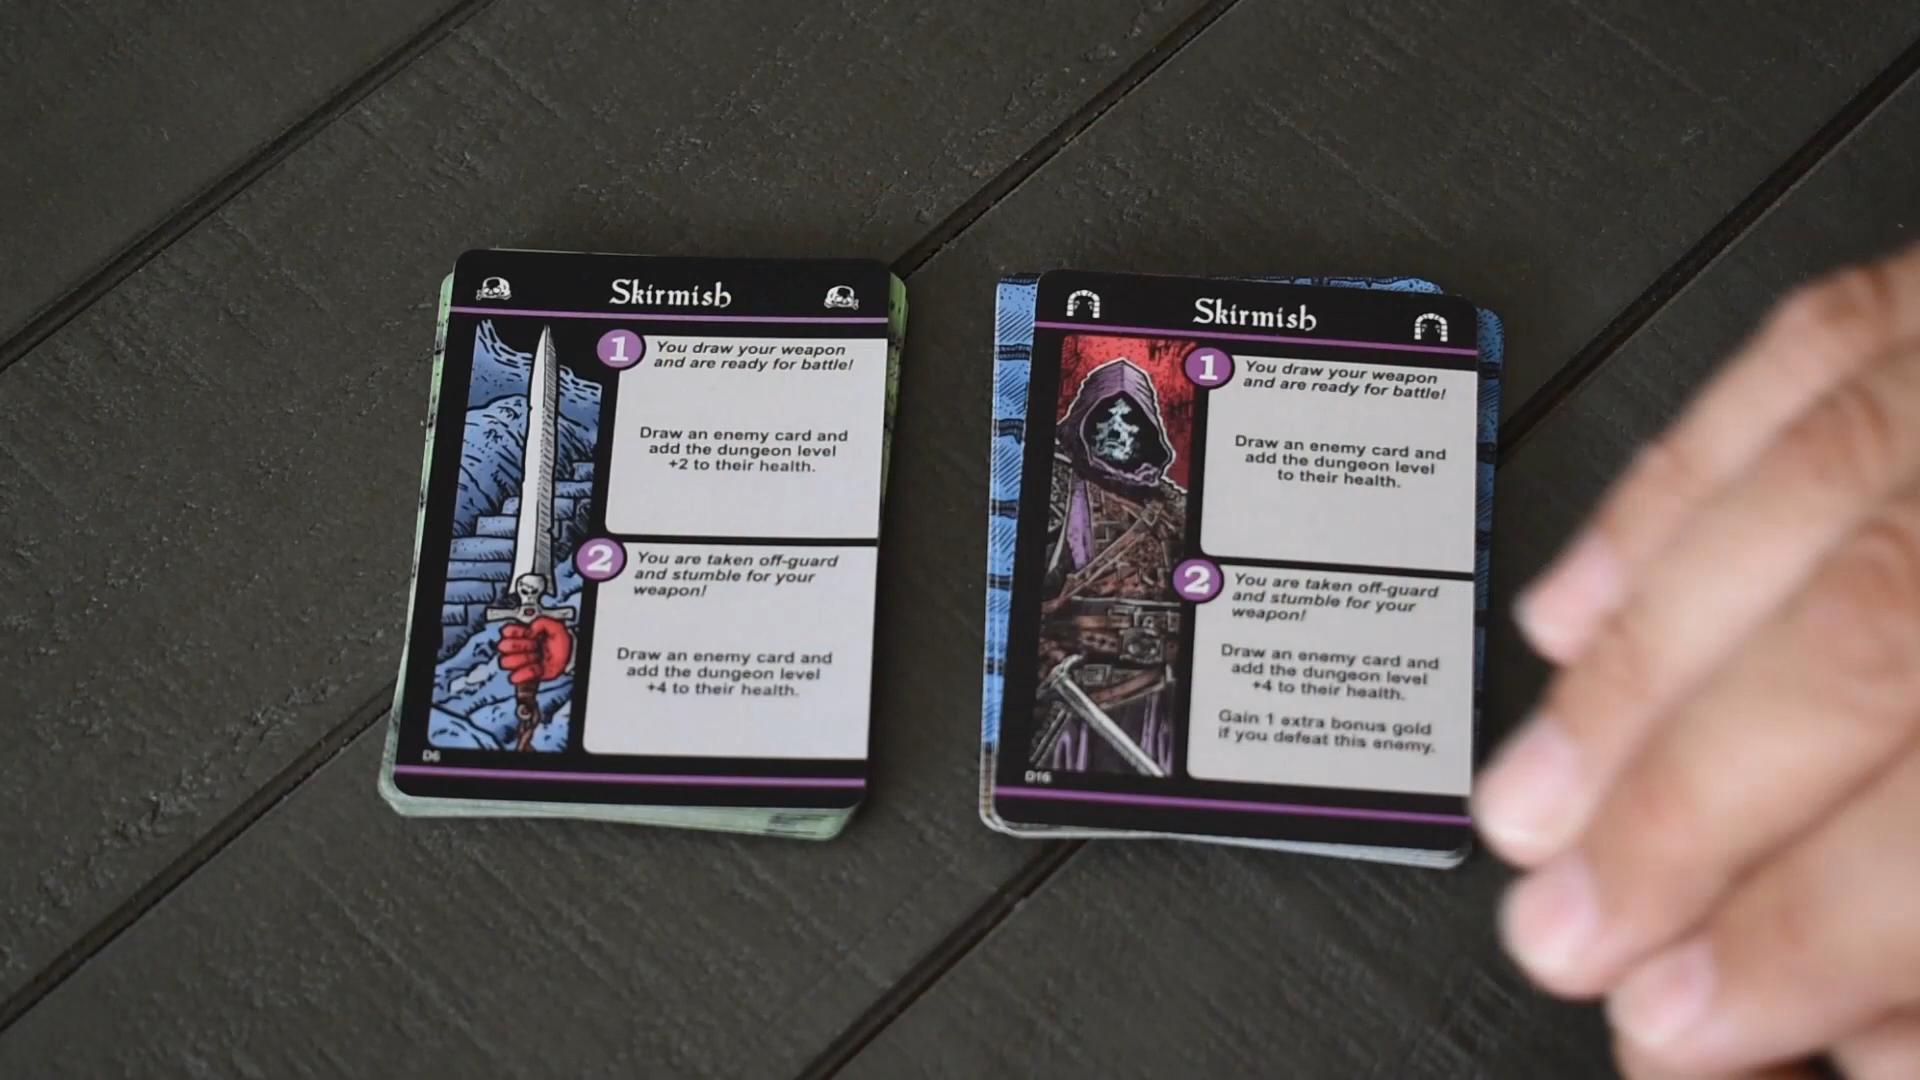 Skirmish
1
You draw your weapon
and are ready for battle!
Draw an enemy card and
add the dungeon level
+2 to their health.
2
You are taken off-guard
and stumble for your
weapon!
Draw an enemy card and
add the dungeon level
+4 to their health.
D6
Skirmish
1
You draw your weapon
and are ready for battle!
Draw an enemy card and
add the dungeon level
to their health.
2
You are taken off-guard
and stumble for your
weapon!
Draw an enemy card and
add the dungeon level
+4 to their health.
Gain 1 extra bonus gold
if you defeat this enemy.
D16